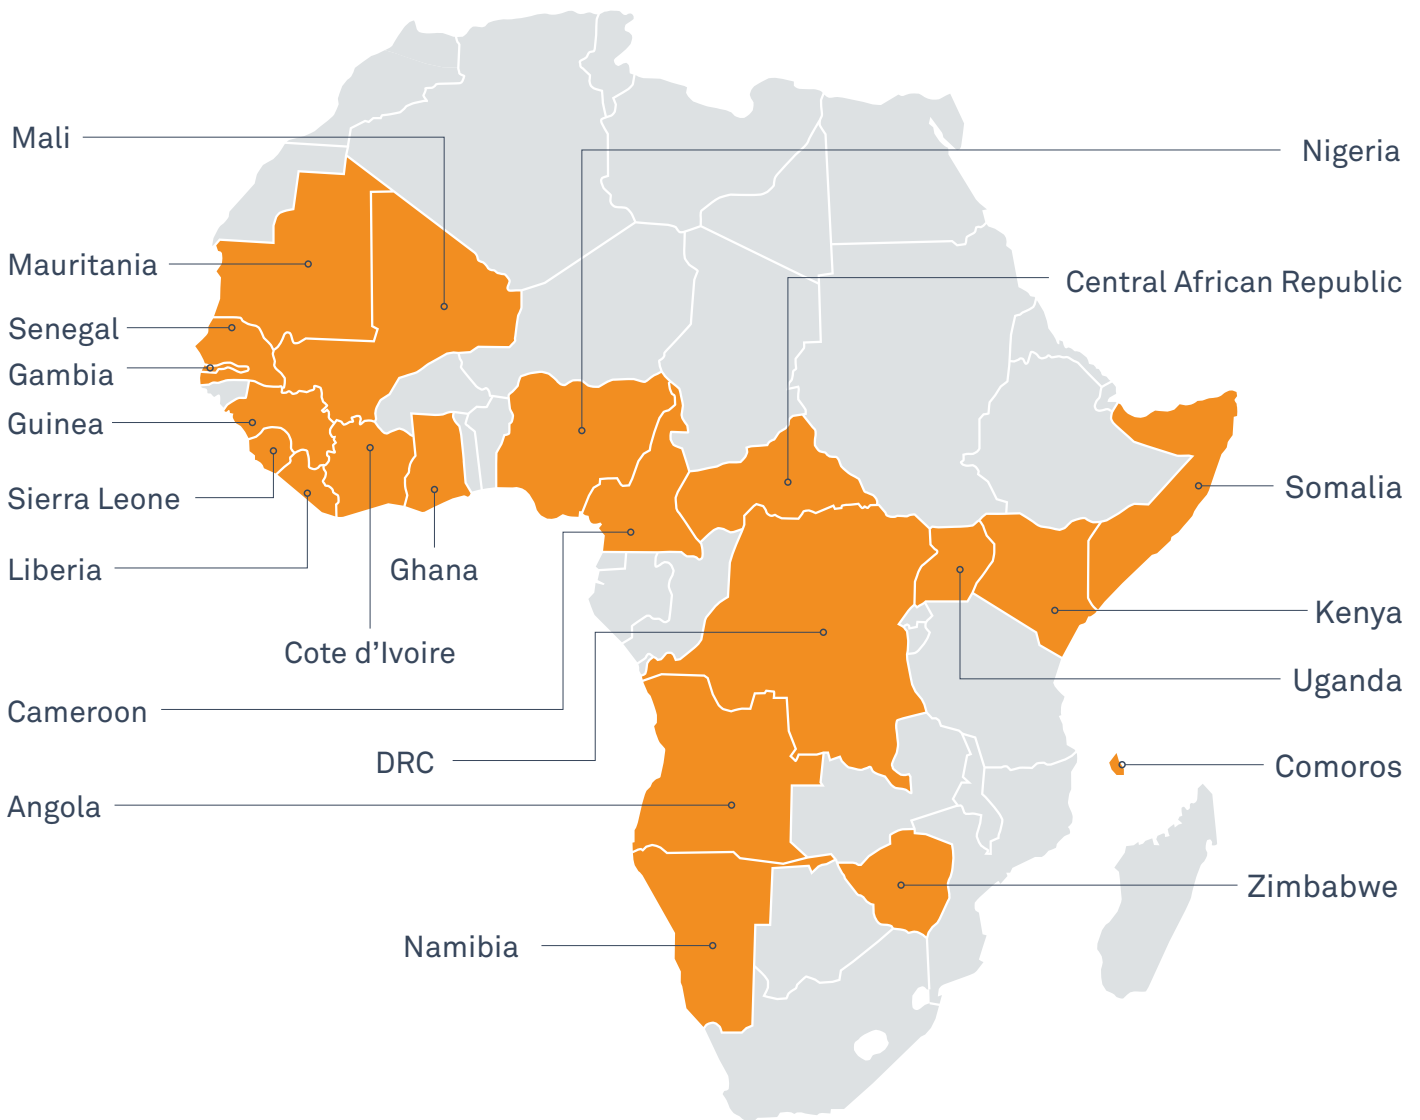 Mali
Nigeria
Mauritania
Central African Republic
Senegal
Gambia
Guinea
Sierra Leone
Somalia
Liberia
Ghana
Kenya
Cote d’Ivoire
Uganda
Cameroon
DRC
Comoros
Angola
Zimbabwe
Namibia